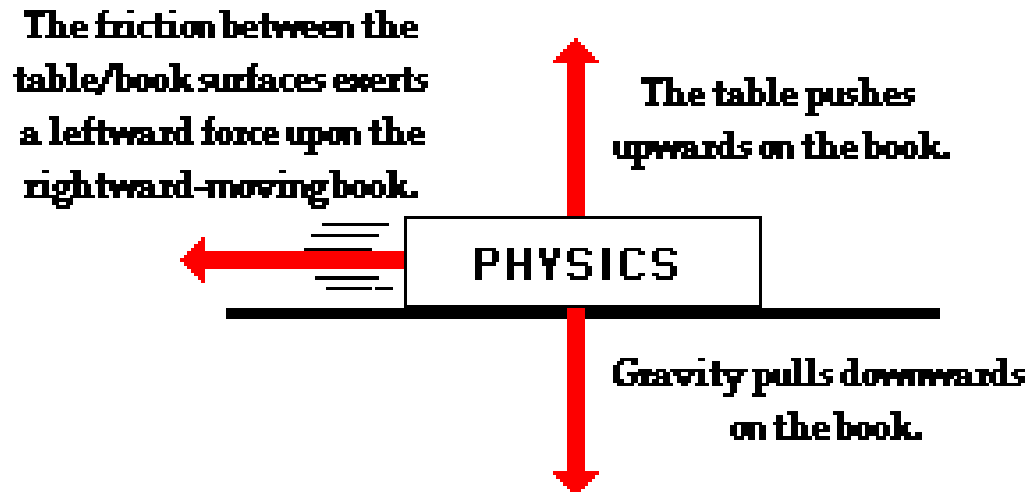 The friction between the
table/book surfaces exerts
a leftward force upon the
rightward-moving book.
The table pushes
upwards on the book.
PHYSICS
Gravity pulls downwards
on the book.